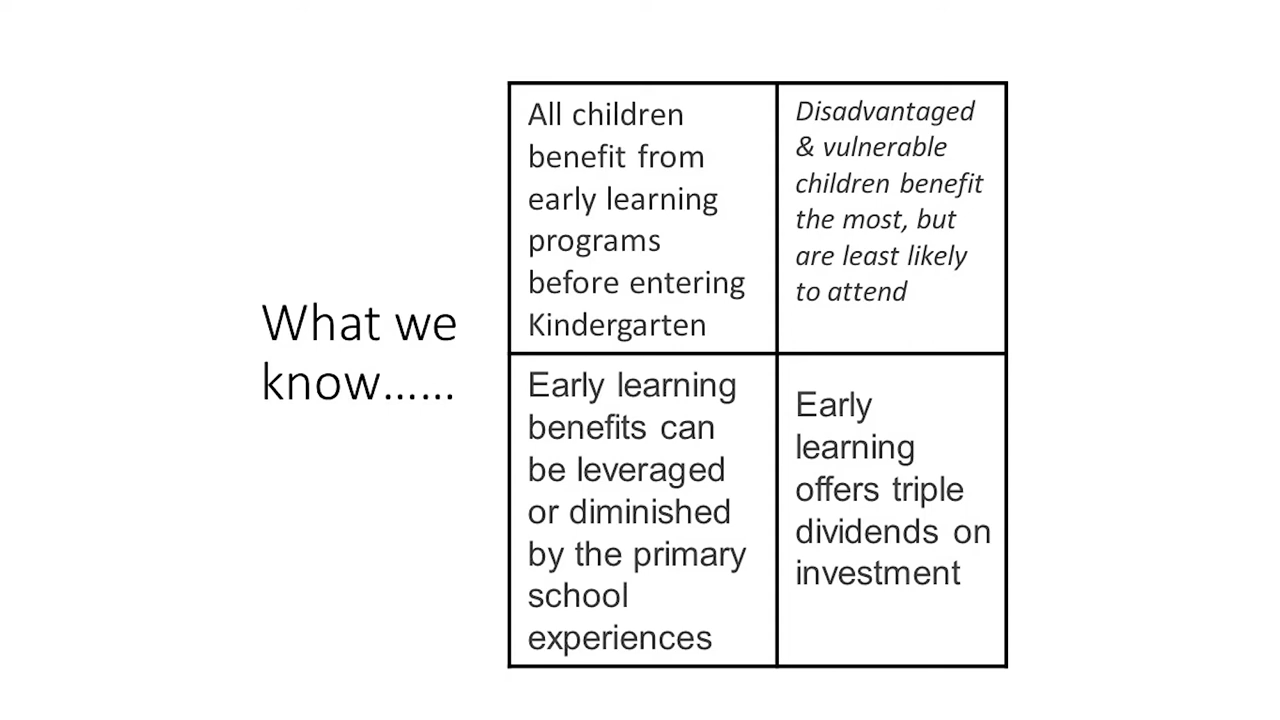 What we
know……
All children
benefit from
early learning
programs
before entering
Kindergarten
Disadvantaged
& vulnerable
children benefit
the most, but
are least likely
to attend
Early learning
benefits can
be leveraged
or diminished
by the primary
school
experiences
Early
learning
offers triple
dividends on
investment